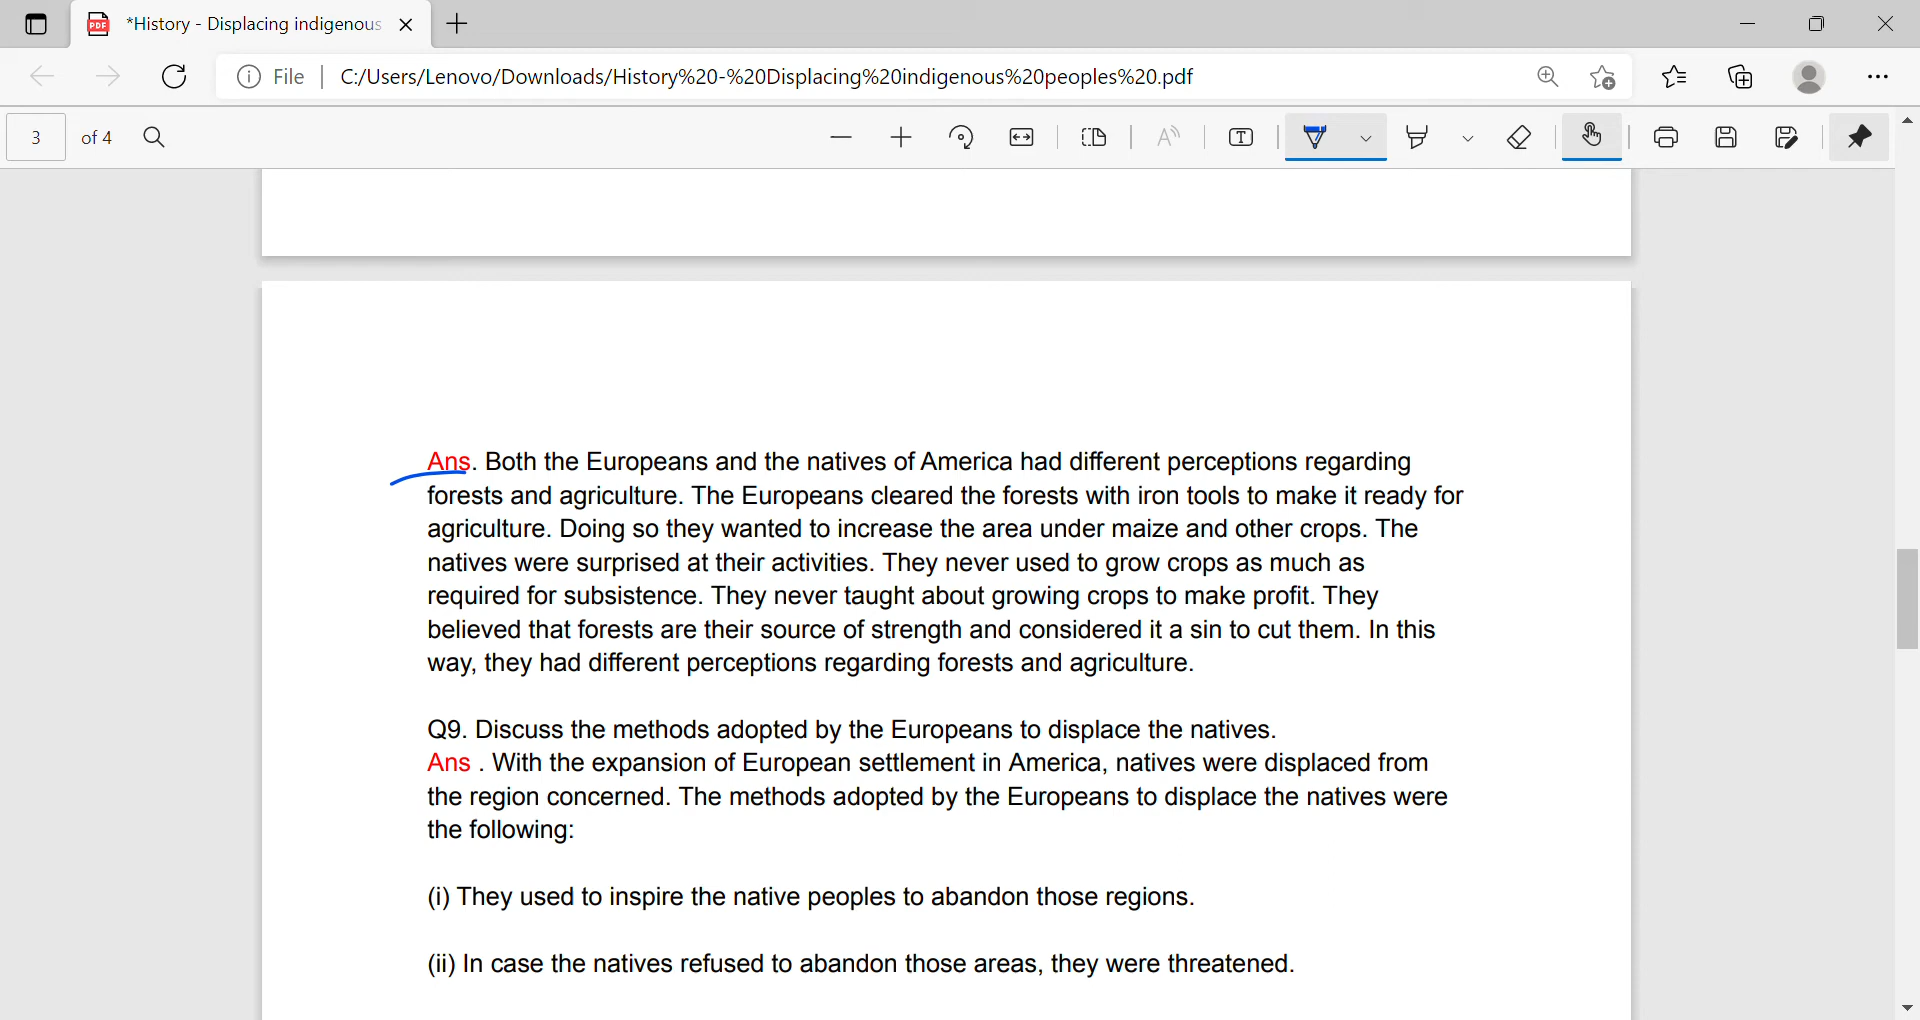 *History - Displacing indigenous
File
C:/Users/Lenovo/Downloads/History%20-%20Displacing%20indigenous%20peoples%20.pdf
3 of 4
Ans. Both the Europeans and the natives of America had different perceptions regarding
forests and agriculture. The Europeans cleared the forests with iron tools to make it ready for
agriculture. Doing so they wanted to increase the area under maize and other crops. The
natives were surprised at their activities. They never used to grow crops as much as
required for subsistence. They never taught about growing crops to make profit. They
believed that forests are their source of strength and considered it a sin to cut them. In this
way, they had different perceptions regarding forests and agriculture.
Q9. Discuss the methods adopted by the Europeans to displace the natives.
Ans . With the expansion of European settlement in America, natives were displaced from
the region concerned. The methods adopted by the Europeans to displace the natives were
the following:
(i) They used to inspire the native peoples to abandon those regions.
(ii) In case the natives refused to abandon those areas, they were threatened.